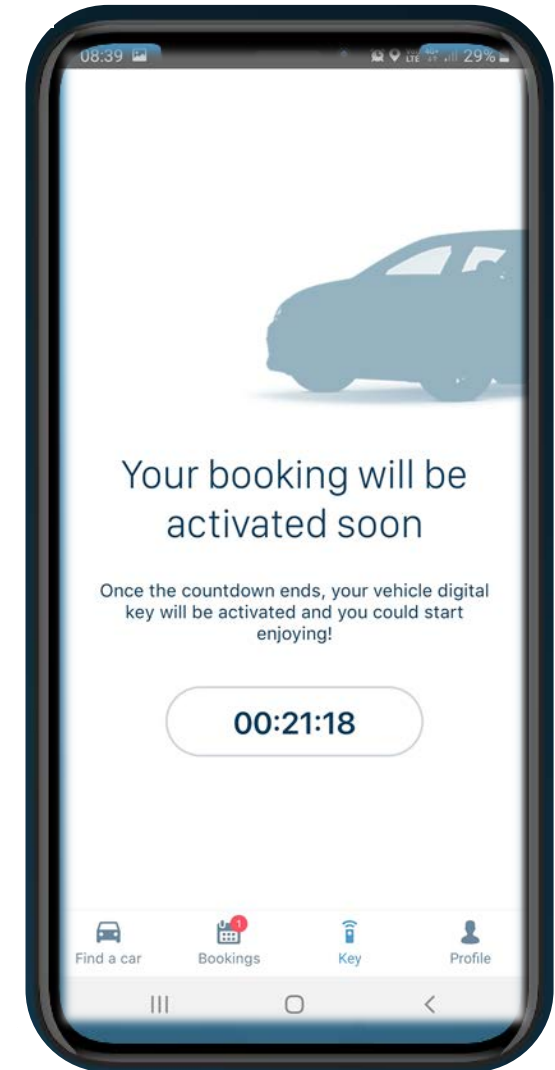 08:39 29%
Your booking will be
activated soon
Once the countdown ends, your vehicle digital
key will be activated and you could start
enjoying!
00:21:18
1
Find a car Bookings Key Profile